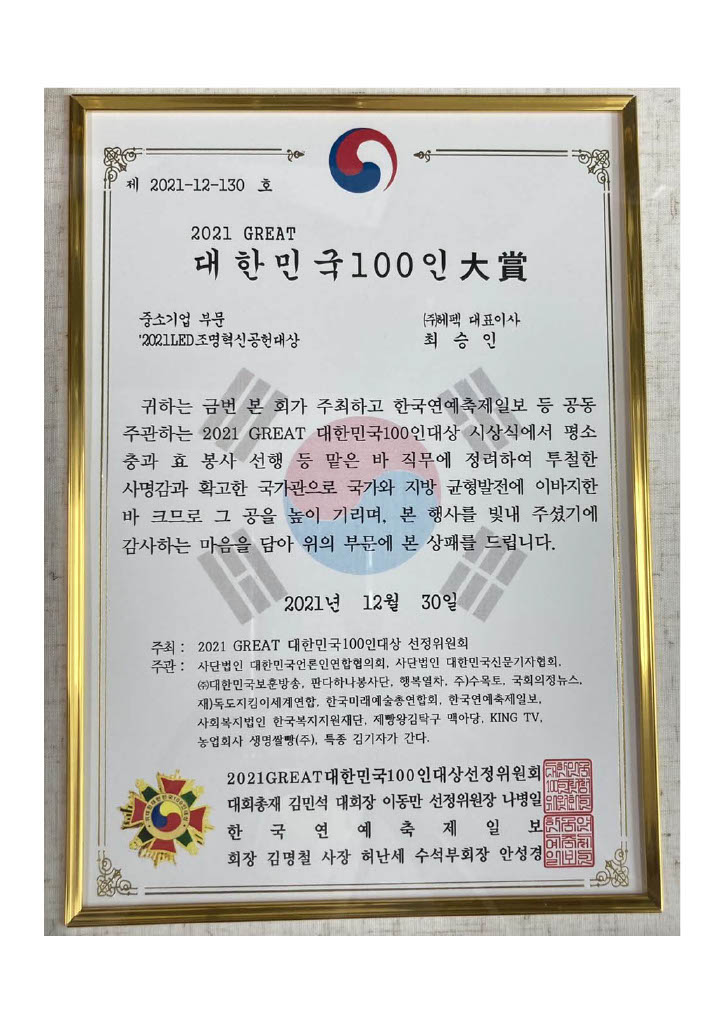 제 2021-12-130 호
2021 GREAT
대한민국100인大賞
중소기업 부문
'2021LED조명혁신공헌대상
㈜헤펙 대표이사
최 승 인
귀하는 금번 본 회가 주최하고 한국연예축제일보 등 공동
주관하는 2021 GREAT 대한민국100인대상 시상식에서 평소
충과 효 봉사 선행 등 맡은 바 직무에 정려하여 투철한
사명감과 확고한 국가관으로 국가와 지방 균형발전에 이바지한
바 크므로 그 공을 높이 기리며, 본 행사를 빛내 주셨기에
감사하는 마음을 담아 위의 부문에 본 상패를 드립니다.
2021년 12월 30일
주최 : 2021 GREAT 대한민국100인대상 선정위원회
주관 : 사단법인 대한민국언론인연합협의회, 사단법인 대한민국신문기자협회,
㈜대한민국보훈방송, 판다하나봉사단, 행복열차, 주)수목토, 국회의정뉴스,
재)독도지킴이세계연합, 한국미래예술총연합회, 한국연예축제일보,
사회복지법인 한국복지지원재단, 제빵왕김탁구 맥아당, KING TV,
농업회사 생명쌀빵(주), 특종 김기자가 간다.
2021GREAT대한민국100인대상선정위원회
대회총재 김민석 대회장 이동만 선정위원장 나병일
한 국 연 예 축 제 일 보
회장 김명철 사장 허난세 수석부회장 안성경